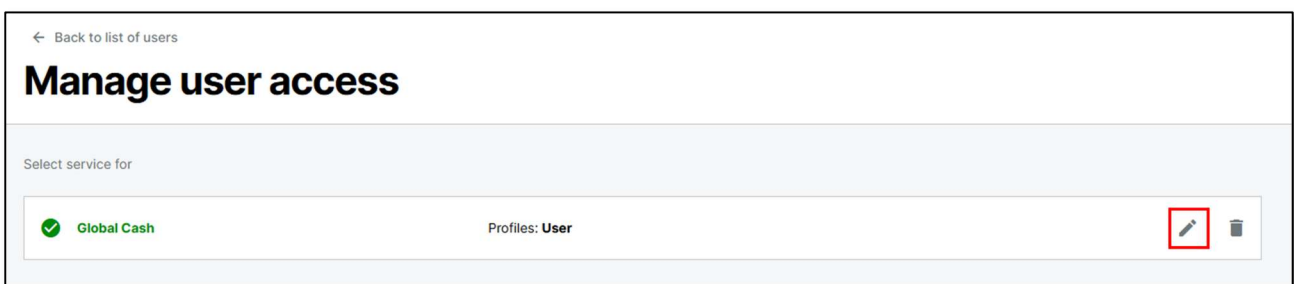 ← Back to list of users
Manage user access
Select service for
Global Cash Profiles: User